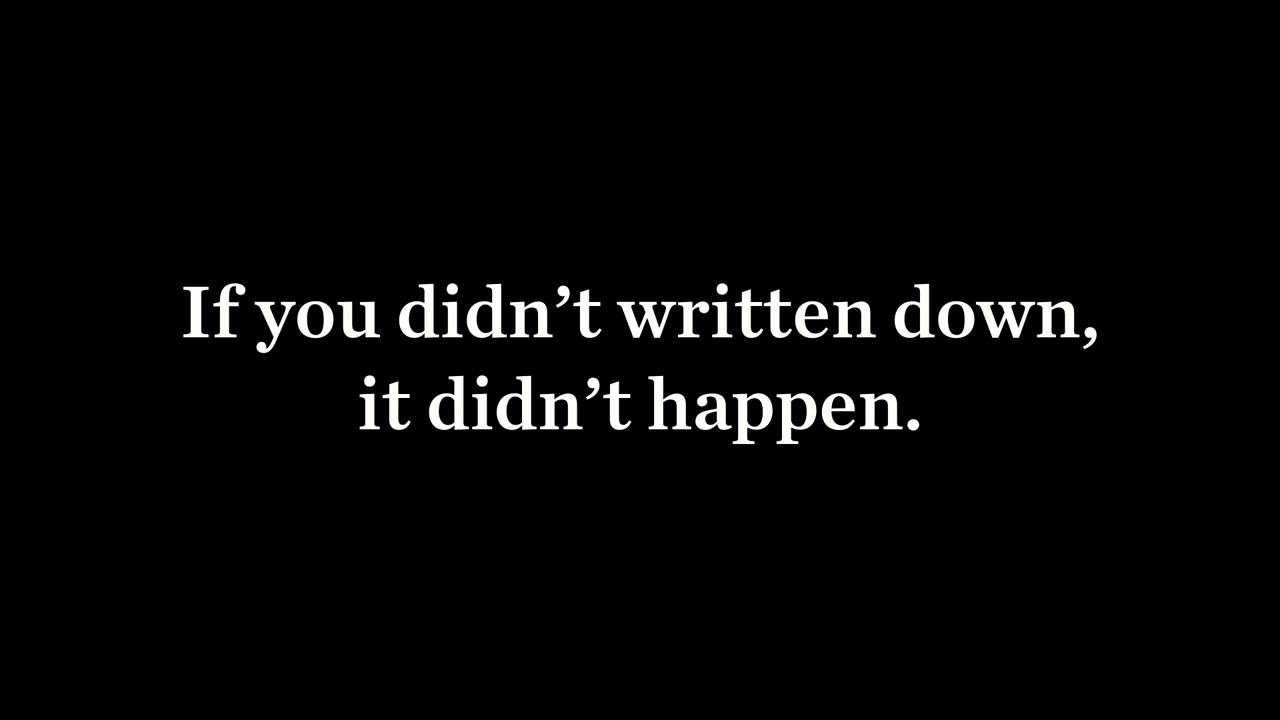 If you didn’t written down,
it didn’t happen.